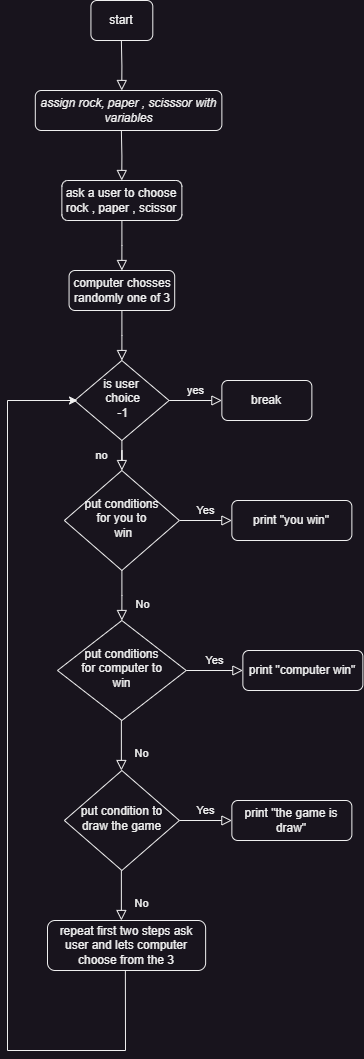 start
assign rock, paper , scisssor with
variables
ask a user to choose
rock , paper , scissor
computer chosses
randomly one of 3
is user
choice
-1
yes
break
no
put conditions
for you to
win
Yes
print "you win"
No
put conditions
for computer to
win
Yes
print "computer win"
No
put condition to
draw the game
Yes
print "the game is
draw"
No
repeat first two steps ask
user and lets computer
choose from the 3